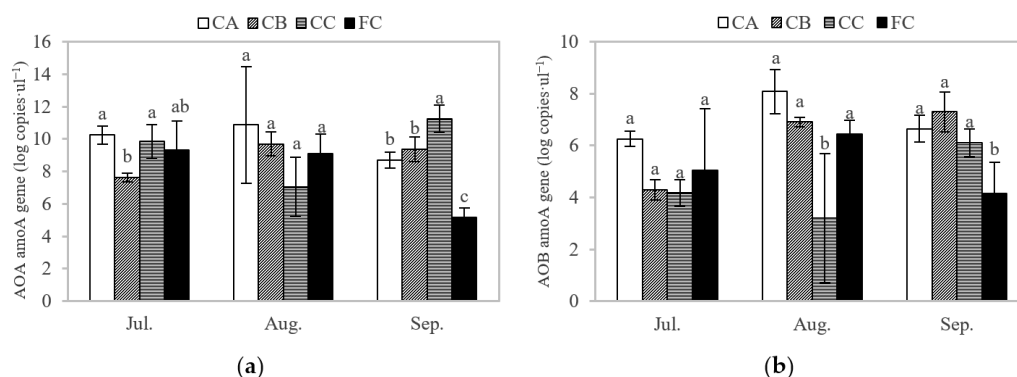 CA CB CC FC
16
14
12
10
8
6
4
2
0
AOA amoA gene (log copies·ul⁻¹)
a b a ab
a a a a
b b a c
Jul. Aug. Sep.
(a)
CA CB CC FC
10
8
6
4
2
0
AOB amoA gene (log copies·ul⁻¹)
a a a a
a a b a
a a a b
Jul. Aug. Sep.
(b)